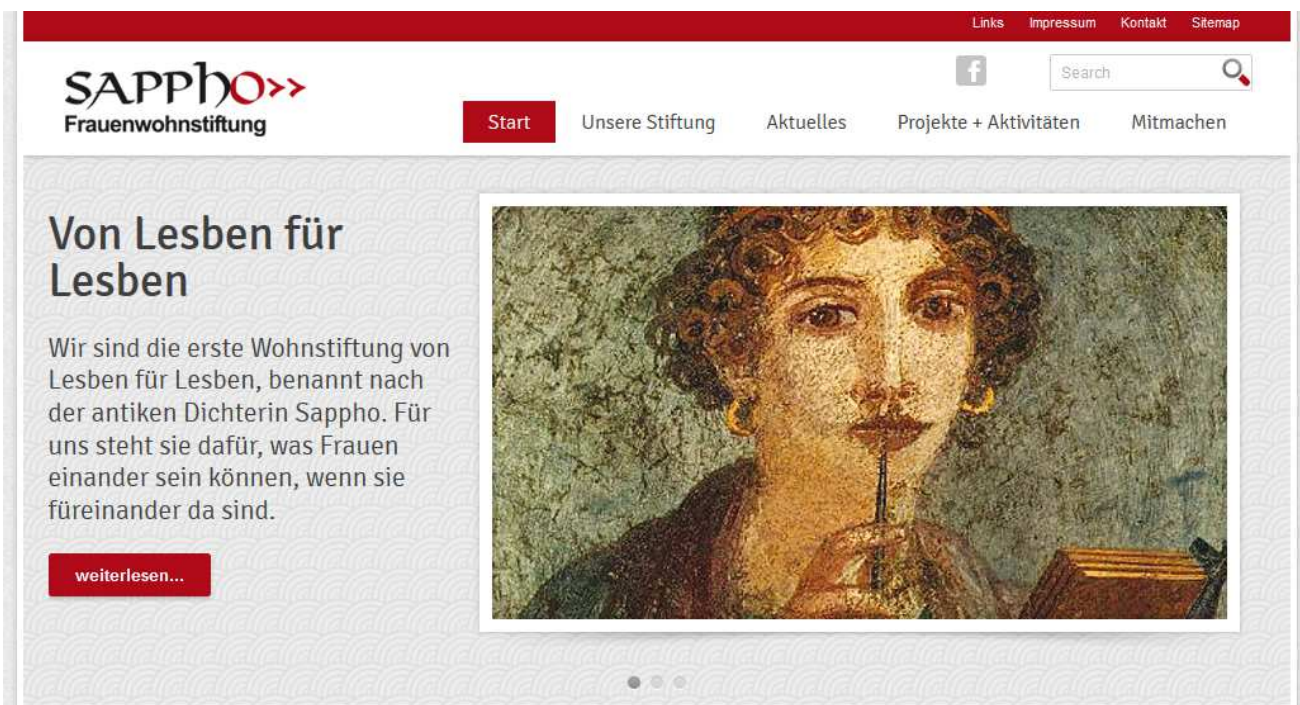 Links Impressum Kontakt Sitemap
SAPPhO>>
Frauenwohnstiftung
f
Search
Start Unsere Stiftung Aktuelles Projekte + Aktivitäten Mitmachen
Von Lesben für
Lesben
Wir sind die erste Wohnstiftung von
Lesben für Lesben, benannt nach
der antiken Dichterin Sappho. Für
uns steht sie dafür, was Frauen
einander sein können, wenn sie
füreinander da sind.
weiterlesen...